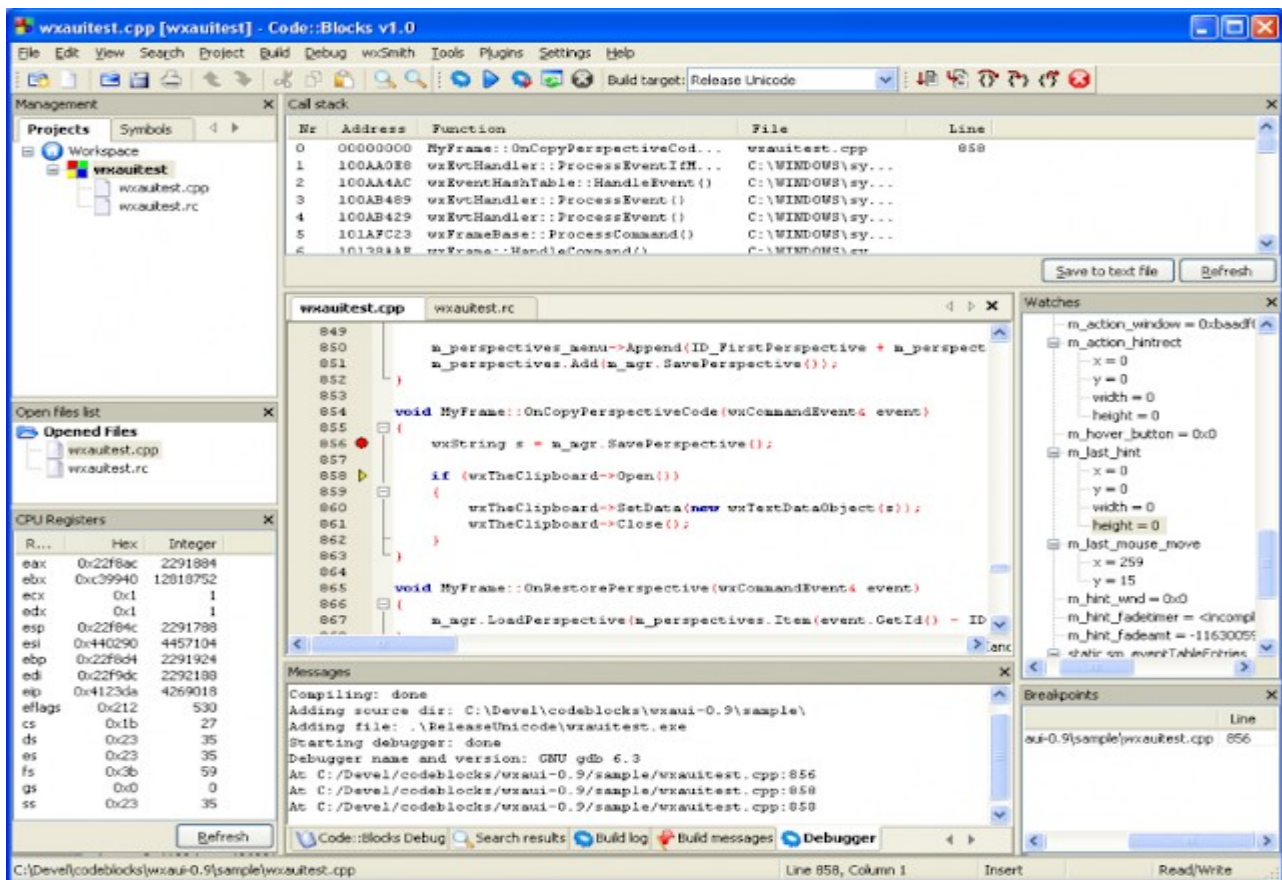 wxauitest.cpp [wxauitest] - Code::Blocks v1.0
File Edit View Search Project Build Debug wxSmith Tools Plugins Settings Help
Build target: Release Unicode
Management
Projects Symbols
Workspace
wxauitest
wxauitest.cpp
wxauitest.rc
Open files list
Opened Files
wxauitest.cpp
wxauitest.rc
CPU Registers
R... Hex Integer
eax 0x22f8ac 2291884
ebx 0xc39940 12818752
ecx 0x1 1
edx 0x1 1
esp 0x22f84c 2291788
esi 0x440290 4457104
ebp 0x22f8d4 2291924
edi 0x22f9dc 2292188
eip 0x4123da 4269018
eflags 0x212 530
cs 0x1b 27
ds 0x23 35
es 0x23 35
fs 0x3b 59
gs 0x0 0
ss 0x23 35
Refresh
Call stack
Nr Address Function File Line
0 00000000 MyFrame::OnCopyPerspectiveCod... wxauitest.cpp 858
1 100AA0E8 wxEvtHandler::ProcessEventIfM... C:\WINDOWS\sy...
2 100AA4AC wxEventHashTable::HandleEvent() C:\WINDOWS\sy...
3 100AB489 wxEvtHandler::ProcessEvent() C:\WINDOWS\sy...
4 100AB429 wxEvtHandler::ProcessEvent() C:\WINDOWS\sy...
5 101AFC23 wxFrameBase::ProcessCommand() C:\WINDOWS\sy...
6 wxFrame::HandleCommand() C:\WINDOWS\sy...
Save to text file Refresh
wxauitest.cpp wxauitest.rc
849
850 m_perspectives_menu->Append(ID_FirstPerspective + m_perspect
851 m_perspectives.Add(m_mgr.SavePerspective());
852 }
853
854 void MyFrame::OnCopyPerspectiveCode(wxCommandEvent& event)
855 {
856 wxString s = m_mgr.SavePerspective();
857
858 if (wxTheClipboard->Open())
859 {
860 wxTheClipboard->SetData(new wxTextDataObject(s));
861 wxTheClipboard->Close();
862 }
863 }
864
865 void MyFrame::OnRestorePerspective(wxCommandEvent& event)
866 {
867 m_mgr.LoadPerspective(m_perspectives.Item(event.GetId() - ID
Watches
m_action_window = 0xbaadf(
m_action_hintrect
x = 0
y = 0
width = 0
height = 0
m_hover_button = 0x0
m_last_hint
x = 0
y = 0
width = 0
height = 0
m_last_mouse_move
x = 259
y = 15
m_hint_wnd = 0x0
m_hint_fadetimer = <incompl
m_hint_fadeamt = -11630059
static sm_eventTableEntries
Messages
Compiling: done
Adding source dir: C:\Devel\codeblocks\wxaui-0.9\sample\
Adding file: .\ReleaseUnicode\wxauitest.exe
Starting debugger: done
Debugger name and version: GNU gdb 6.3
At C:/Devel/codeblocks/wxaui-0.9/sample/wxauitest.cpp:856
At C:/Devel/codeblocks/wxaui-0.9/sample/wxauitest.cpp:858
At C:/Devel/codeblocks/wxaui-0.9/sample/wxauitest.cpp:858
Code::Blocks Debug Search results Build log Build messages Debugger
Breakpoints
Line
aui-0.9\sample\wxauitest.cpp 856
C:\Devel\codeblocks\wxaui-0.9\sample\wxauitest.cpp Line 858, Column 1 Insert Read/Write